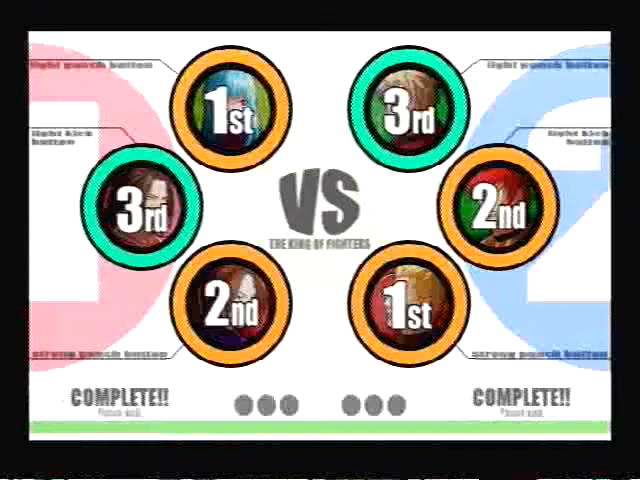 light punch button
light punch button
1st
3rd
light kick
button
light kick
button
3rd
VS
2nd
THE KING OF FIGHTERS
2nd
1st
strong punch button
strong punch button
COMPLETE!!
COMPLETE!!